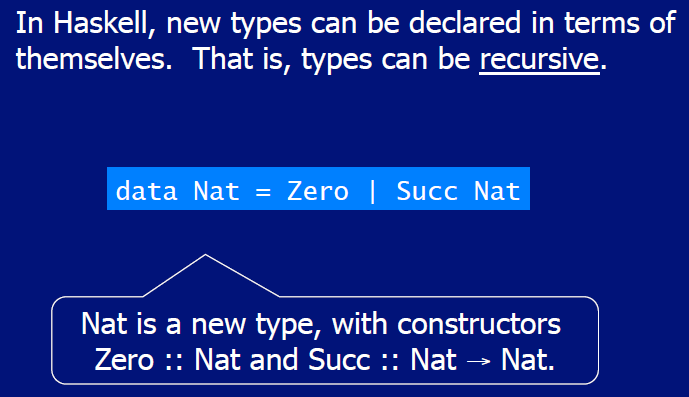 In Haskell, new types can be declared in terms of
themselves.  That is, types can be recursive.
data Nat = Zero | Succ Nat
Nat is a new type, with constructors
Zero :: Nat and Succ :: Nat → Nat.